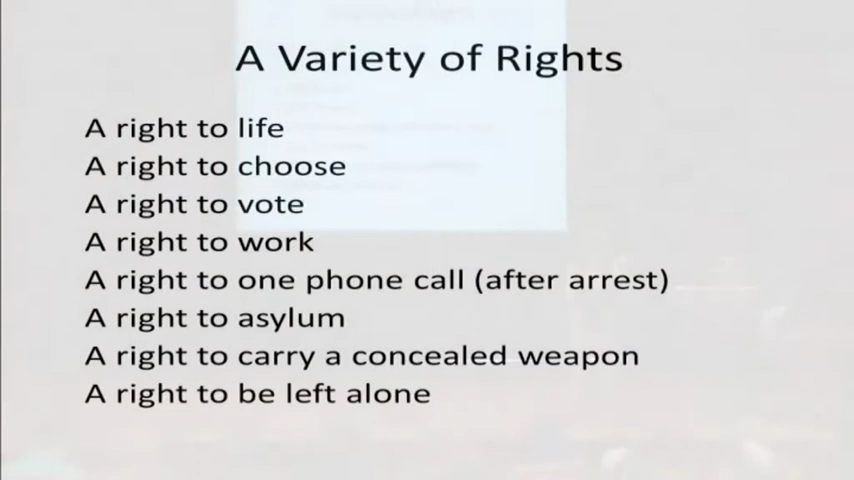 A Variety of Rights
A right to life
A right to choose
A right to vote
A right to work
A right to one phone call (after arrest)
A right to asylum
A right to carry a concealed weapon
A right to be left alone